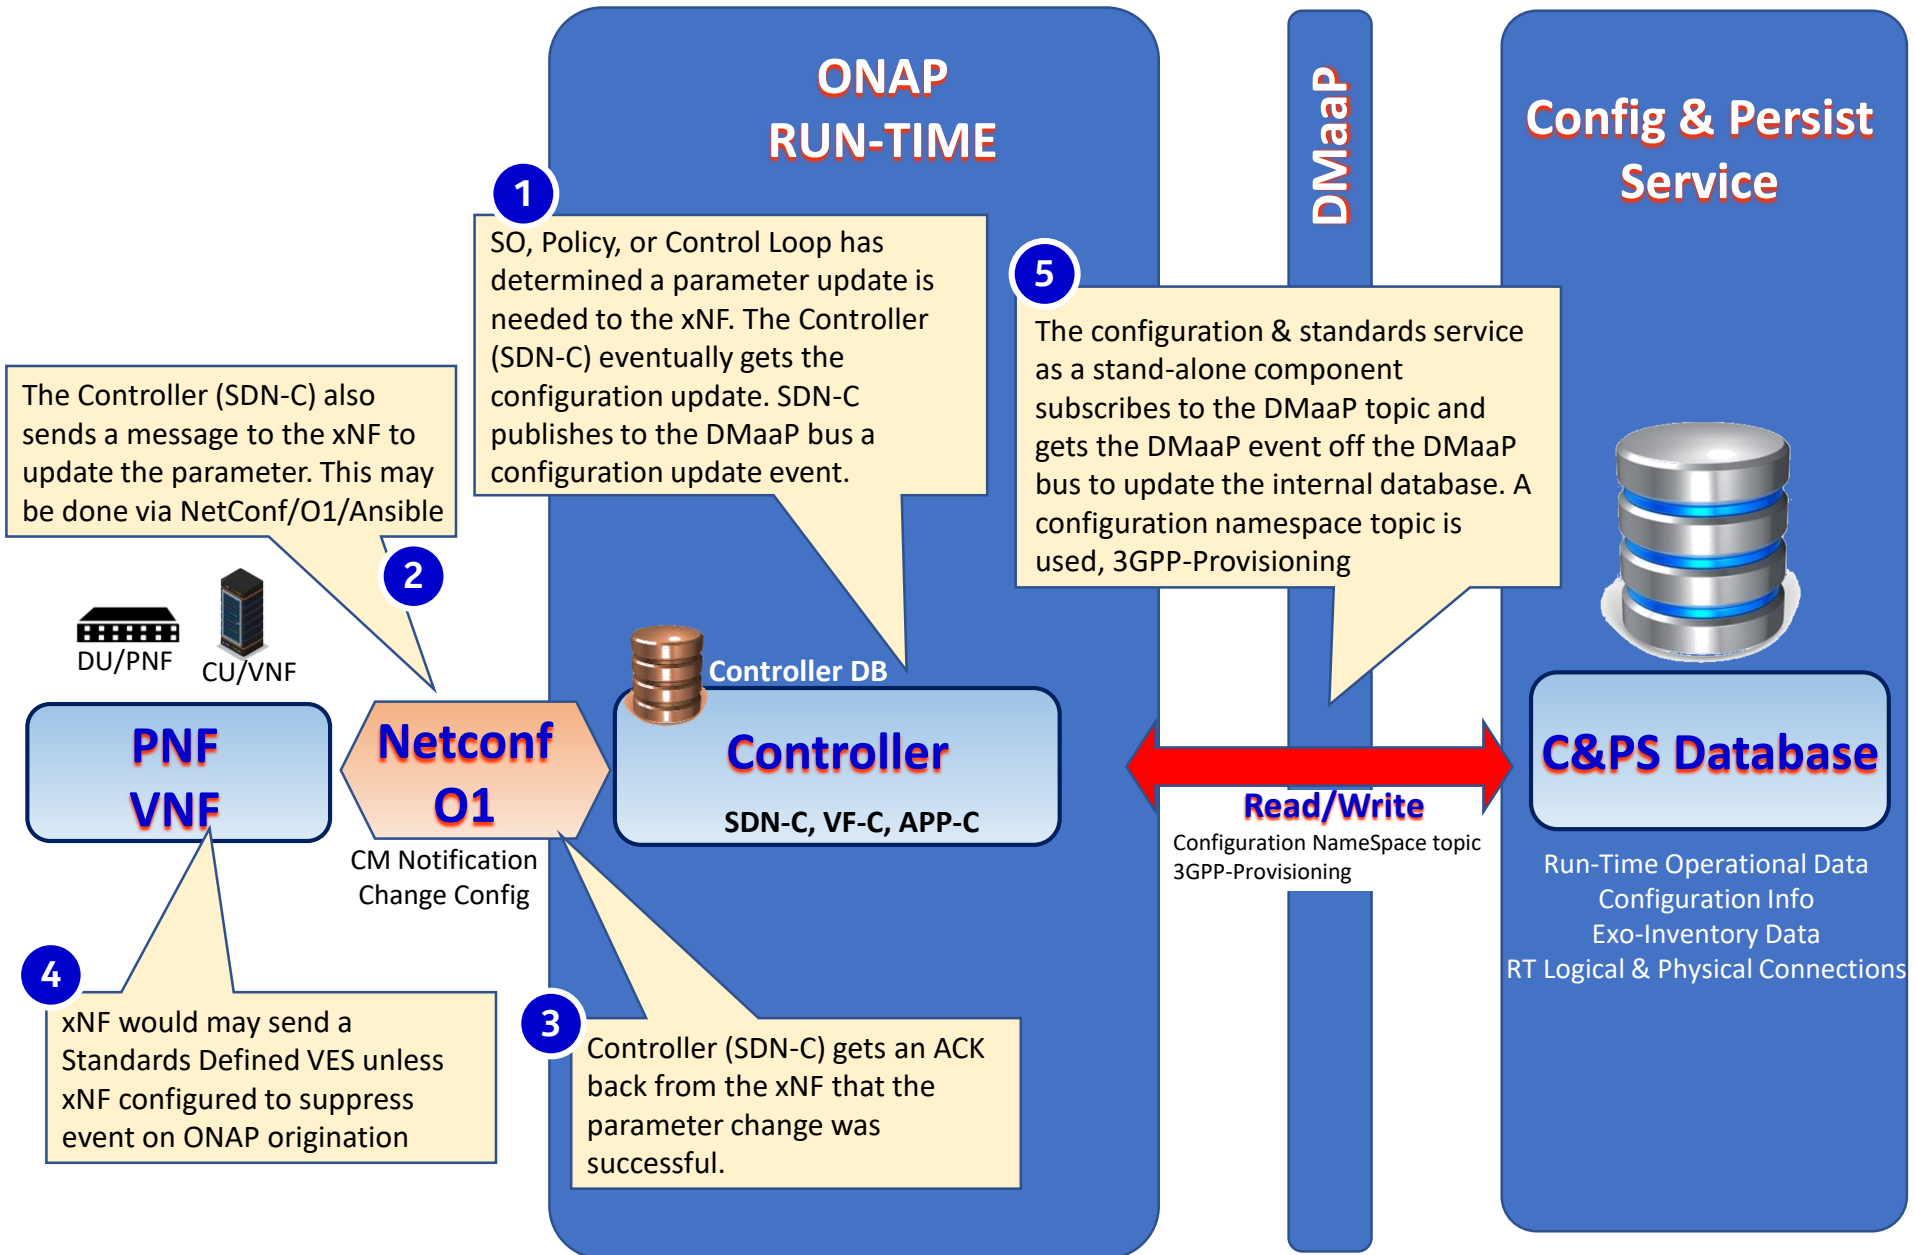 ONAP
RUN-TIME
DMaaP
Config & Persist
Service
1
SO, Policy, or Control Loop has
determined a parameter update is
needed to the xNF. The Controller
(SDN-C) eventually gets the
configuration update. SDN-C
publishes to the DMaaP bus a
configuration update event.
5
The configuration & standards service
as a stand-alone component
subscribes to the DMaaP topic and
gets the DMaaP event off the DMaaP
bus to update the internal database. A
configuration namespace topic is
used, 3GPP-Provisioning
The Controller (SDN-C) also
sends a message to the xNF to
update the parameter. This may
be done via NetConf/O1/Ansible
2
DU/PNF
CU/VNF
Controller DB
PNF
VNF
Netconf
O1
CM Notification
Change Config
Controller
SDN-C, VF-C, APP-C
Read/Write
Configuration NameSpace topic
3GPP-Provisioning
C&PS Database
Run-Time Operational Data
Configuration Info
Exo-Inventory Data
RT Logical & Physical Connections
4
xNF would may send a
Standards Defined VES unless
xNF configured to suppress
event on ONAP origination
3
Controller (SDN-C) gets an ACK
back from the xNF that the
parameter change was
successful.